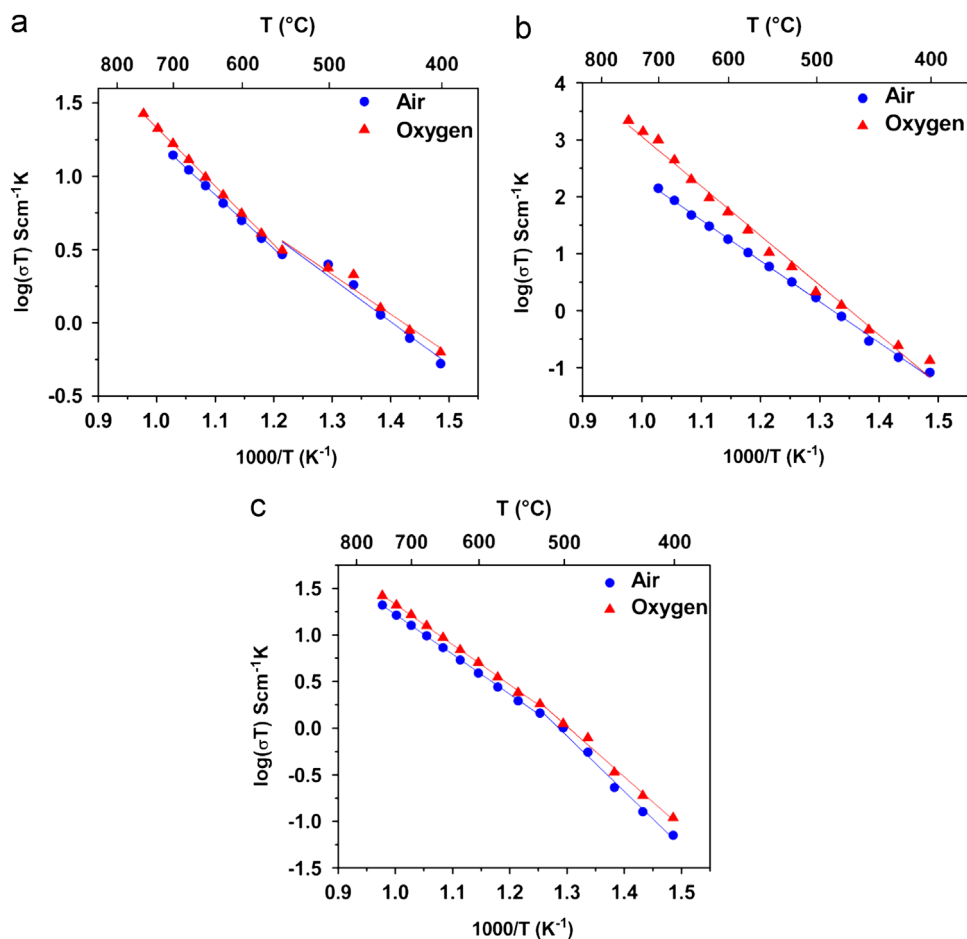 a
T (°C)
800 700 600 500 400
1.5
1.0
0.5
0.0
-0.5
log(σT) Scm⁻¹K
Air
Oxygen
0.9 1.0 1.1 1.2 1.3 1.4 1.5
1000/T (K⁻¹)
b
T (°C)
800 700 600 500 400
4
3
2
1
0
-1
log(σT) Scm⁻¹K
Air
Oxygen
0.9 1.0 1.1 1.2 1.3 1.4 1.5
1000/T (K⁻¹)
c
T (°C)
800 700 600 500 400
1.5
1.0
0.5
0.0
-0.5
-1.0
-1.5
log(σT) Scm⁻¹K
Air
Oxygen
0.9 1.0 1.1 1.2 1.3 1.4 1.5
1000/T (K⁻¹)